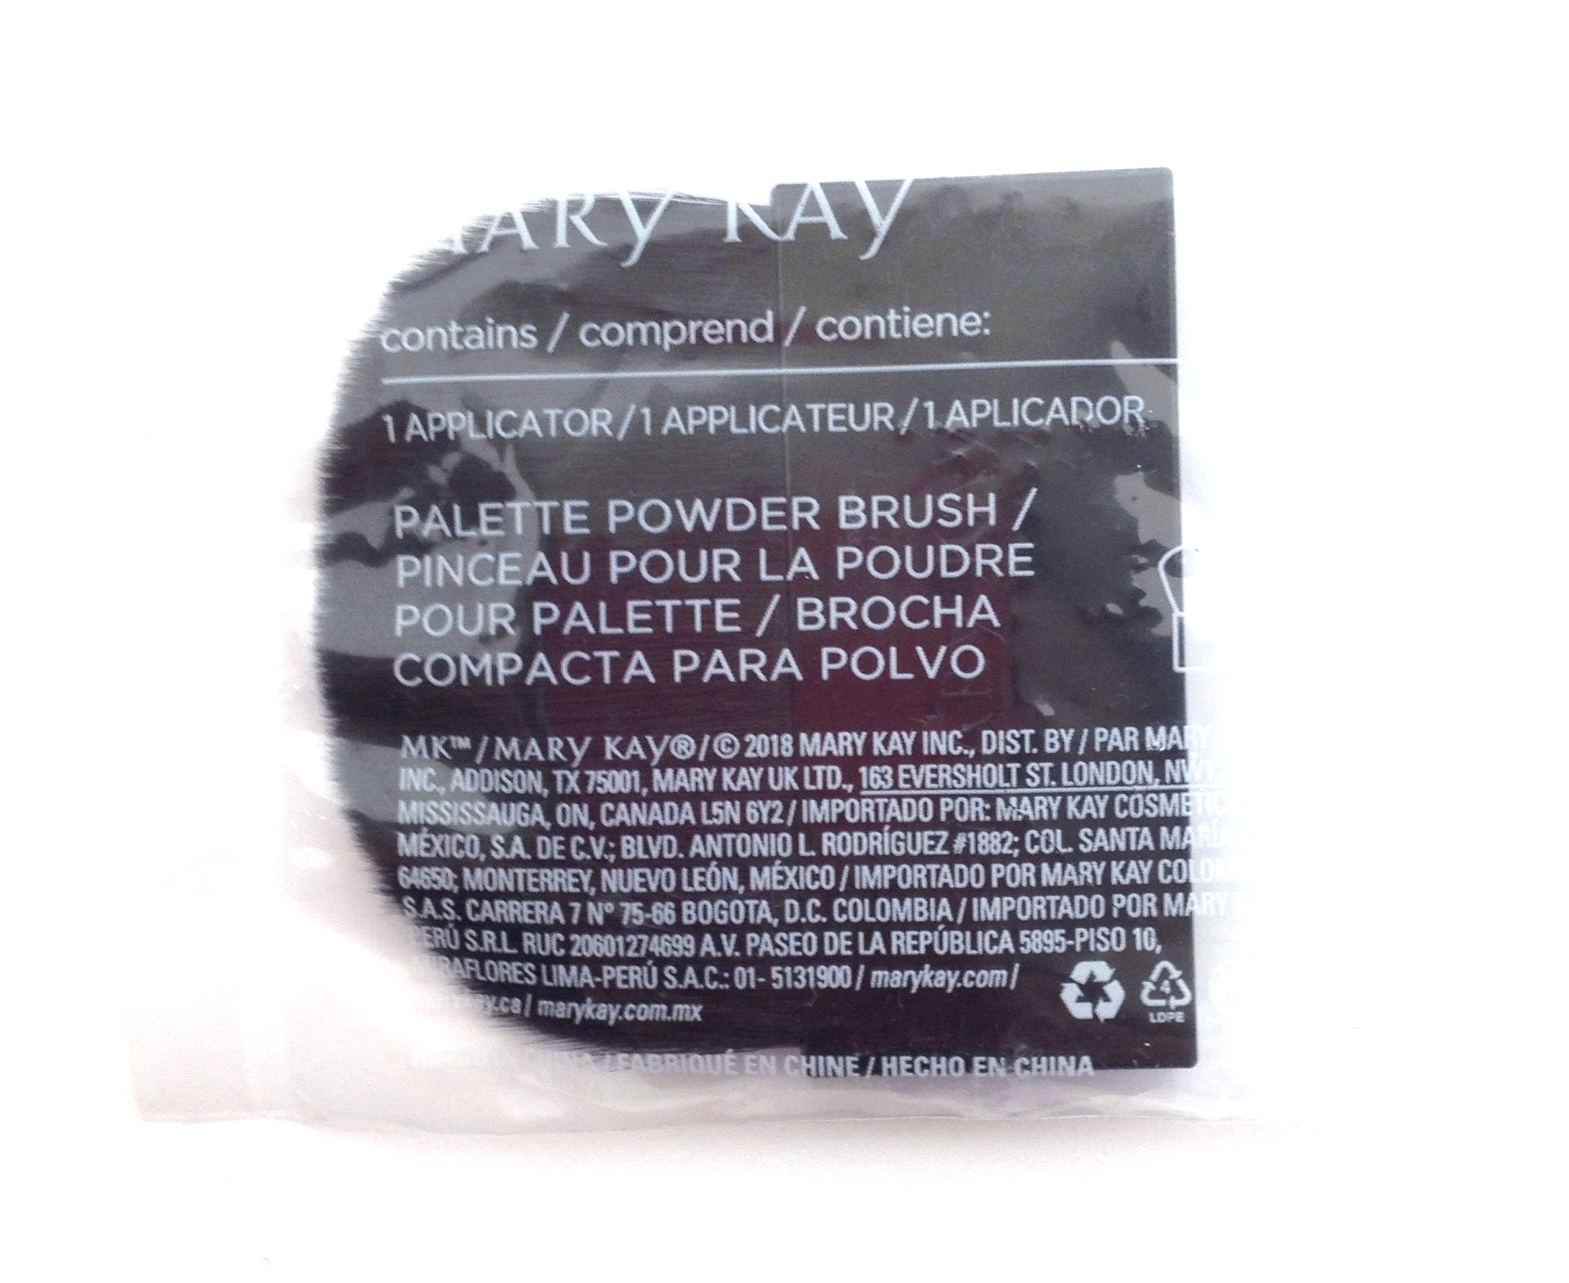 MARY KAY
contains / comprend / contiene:
1 APPLICATOR / 1 APPLICATEUR / 1 APLICADOR
PALETTE POWDER BRUSH /
PINCEAU POUR LA POUDRE
POUR PALETTE / BROCHA
COMPACTA PARA POLVO
MK™ / MARY KAY® / © 2018 MARY KAY INC., DIST. BY / PAR MARY
INC., ADDISON, TX 75001, MARY KAY UK LTD., 163 EVERSHOLT ST. LONDON, NW1
MISSISSAUGA, ON, CANADA L5N 6Y2 / IMPORTADO POR: MARY KAY COSMETIC
MÉXICO, S.A. DE C.V.; BLVD. ANTONIO L. RODRÍGUEZ #1882; COL. SANTA MARÍA
64650; MONTERREY, NUEVO LEÓN, MÉXICO / IMPORTADO POR MARY KAY COLOM
S.A.S. CARRERA 7 N° 75-66 BOGOTA, D.C. COLOMBIA / IMPORTADO POR MARY
PERÚ S.R.L. RUC 20601274699 A.V. PASEO DE LA REPÚBLICA 5895-PISO 10,
MIRAFLORES LIMA-PERÚ S.A.C.: 01- 5131900 / marykay.com /
marykay.ca / marykay.com.mx
4
LDPE
CHINA / FABRIQUÉ EN CHINE / HECHO EN CHINA